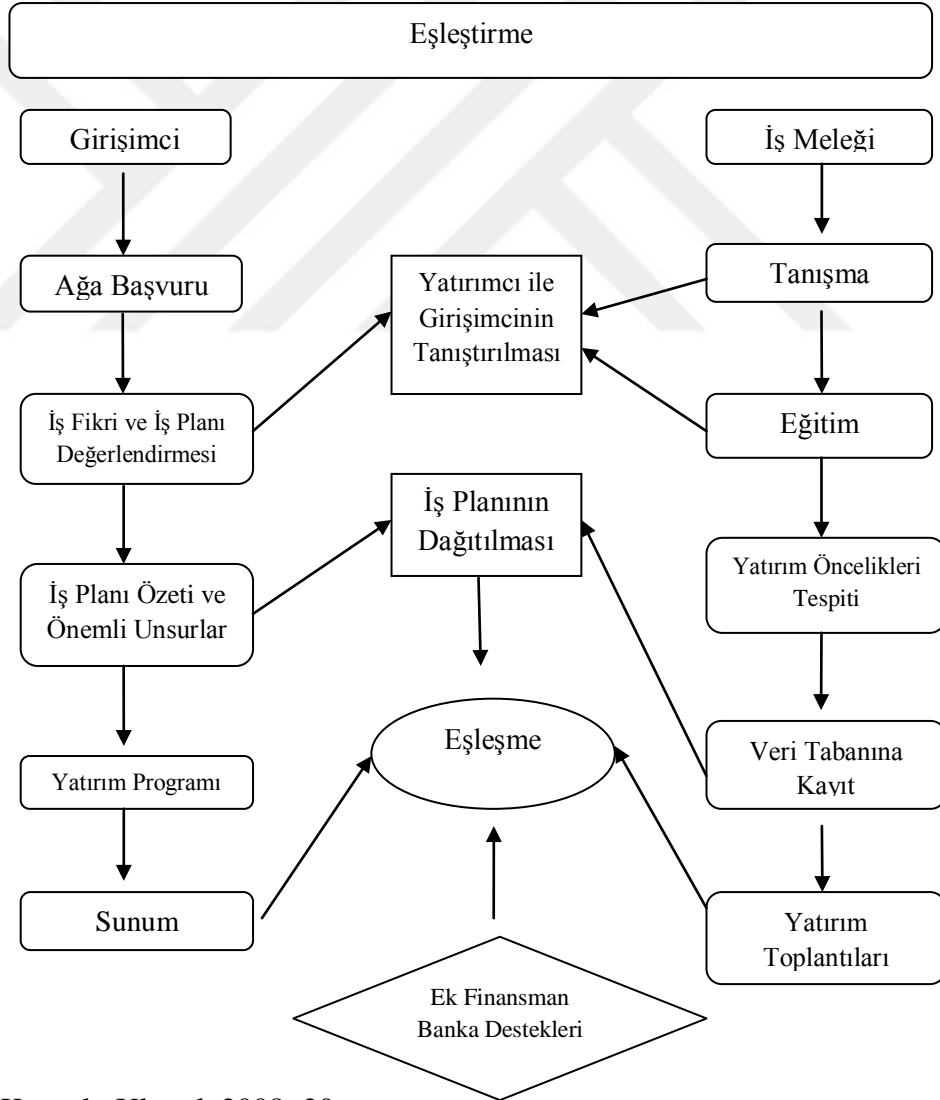 Eşleştirme
Girişimci
İş Meleği
Ağa Başvuru
Yatırımcı ile
Girişimcinin
Tanıştırılması
Tanışma
İş Fikri ve İş Planı
Değerlendirmesi
Eğitim
İş Planının
Dağıtılması
İş Planı Özeti ve
Önemli Unsurlar
Yatırım Öncelikleri
Tespiti
Eşleşme
Yatırım Programı
Veri Tabanına
Kayıt
Sunum
Yatırım
Toplantıları
Ek Finansman
Banka Destekleri